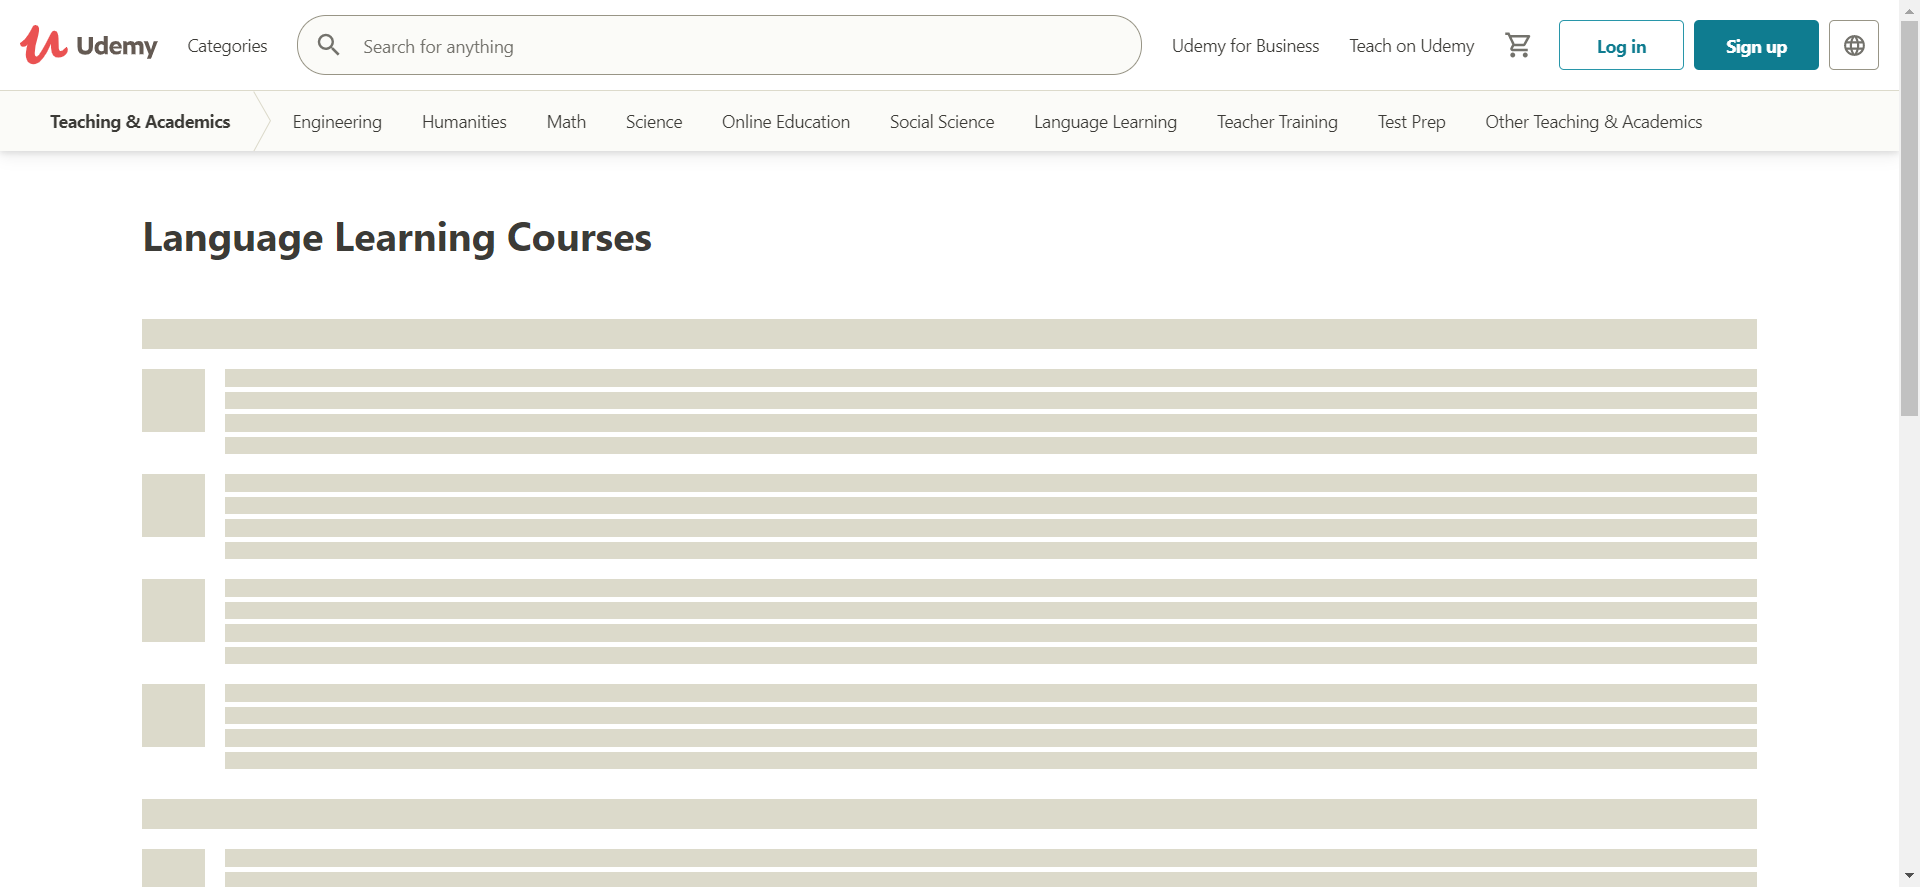 Udemy Categories Search for anything Udemy for Business Teach on Udemy Log in Sign up
Teaching & Academics Engineering Humanities Math Science Online Education Social Science Language Learning Teacher Training Test Prep Other Teaching & Academics
Language Learning Courses